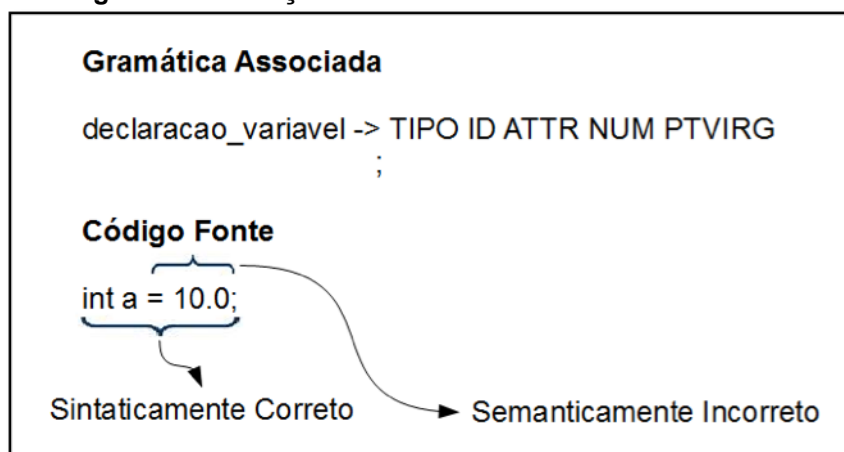 Gramática Associada
declaracao_variavel -> TIPO ID ATTR NUM PTVIRG
;
Código Fonte
int a = 10.0;
Sintaticamente Correto
Semanticamente Incorreto